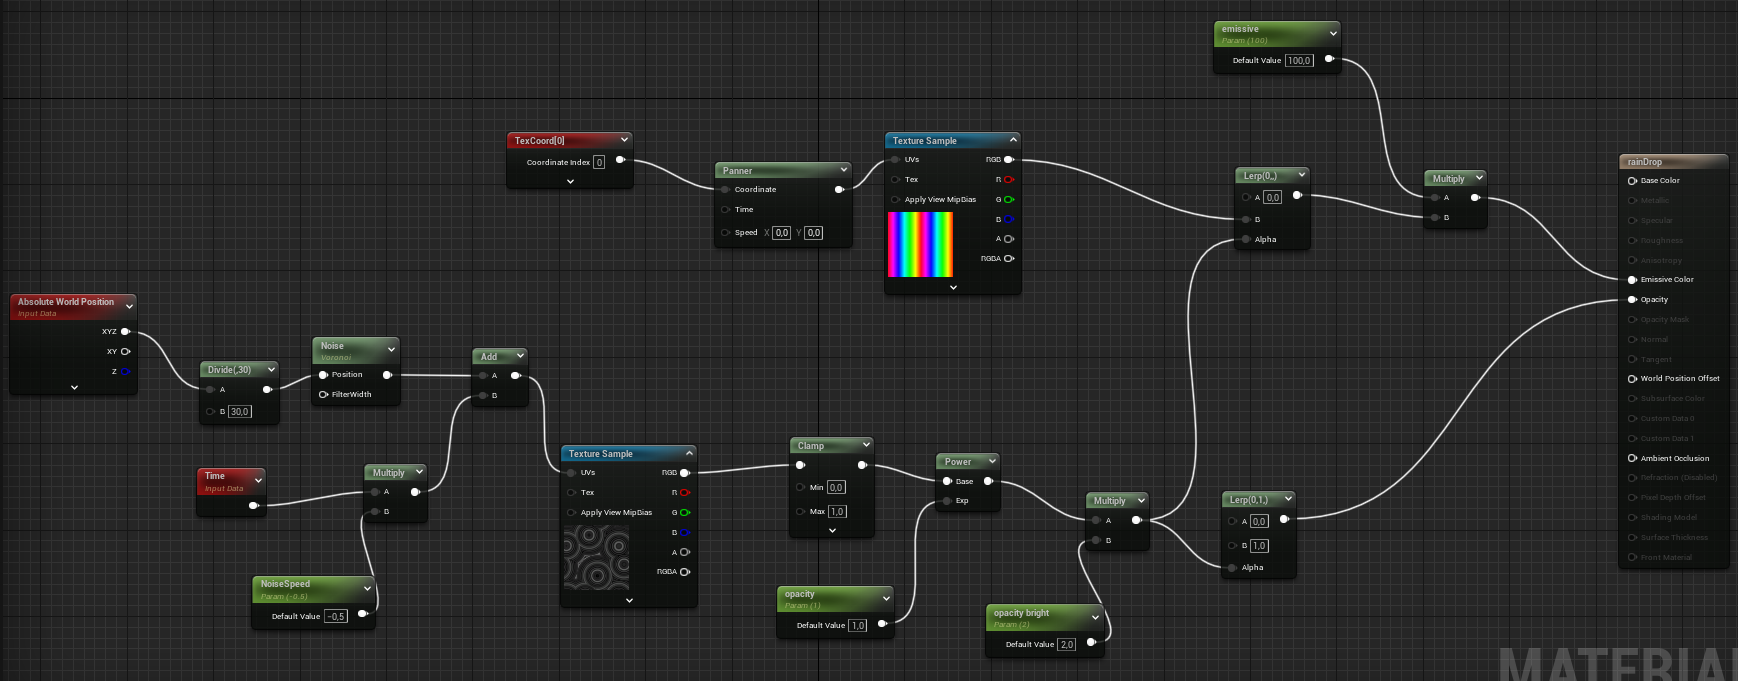 emissive
Param (100)
Default Value 100,0
TexCoord[0]
Coordinate Index 0
Panner
Coordinate
Time
Speed X 0,0 Y 0,0
Texture Sample
UVs RGB
Tex R
Apply View MipBias G
B
A
RGBA
Lerp(0,,)
A 0,0
B
Alpha
Multiply
A
B
rainDrop
Base Color
Metallic
Specular
Roughness
Anisotropy
Emissive Color
Opacity
Opacity Mask
Normal
Tangent
World Position Offset
Subsurface Color
Custom Data 0
Custom Data 1
Ambient Occlusion
Refraction (Disabled)
Pixel Depth Offset
Shading Model
Surface Thickness
Front Material
Absolute World Position
Input Data
XYZ
XY
Z
Divide(,30)
A
B 30,0
Noise
Voronoi
Position
FilterWidth
Add
A
B
Time
Input Data
Multiply
A
B
NoiseSpeed
Param (-0.5)
Default Value -0,5
Texture Sample
UVs RGB
Tex R
Apply View MipBias G
B
A
RGBA
Clamp
Min 0,0
Max 1,0
Power
Base
Exp
opacity
Param (1)
Default Value 1,0
Multiply
A
B
opacity bright
Param (2)
Default Value 2,0
Lerp(0,1,)
A 0,0
B 1,0
Alpha
MATERIA